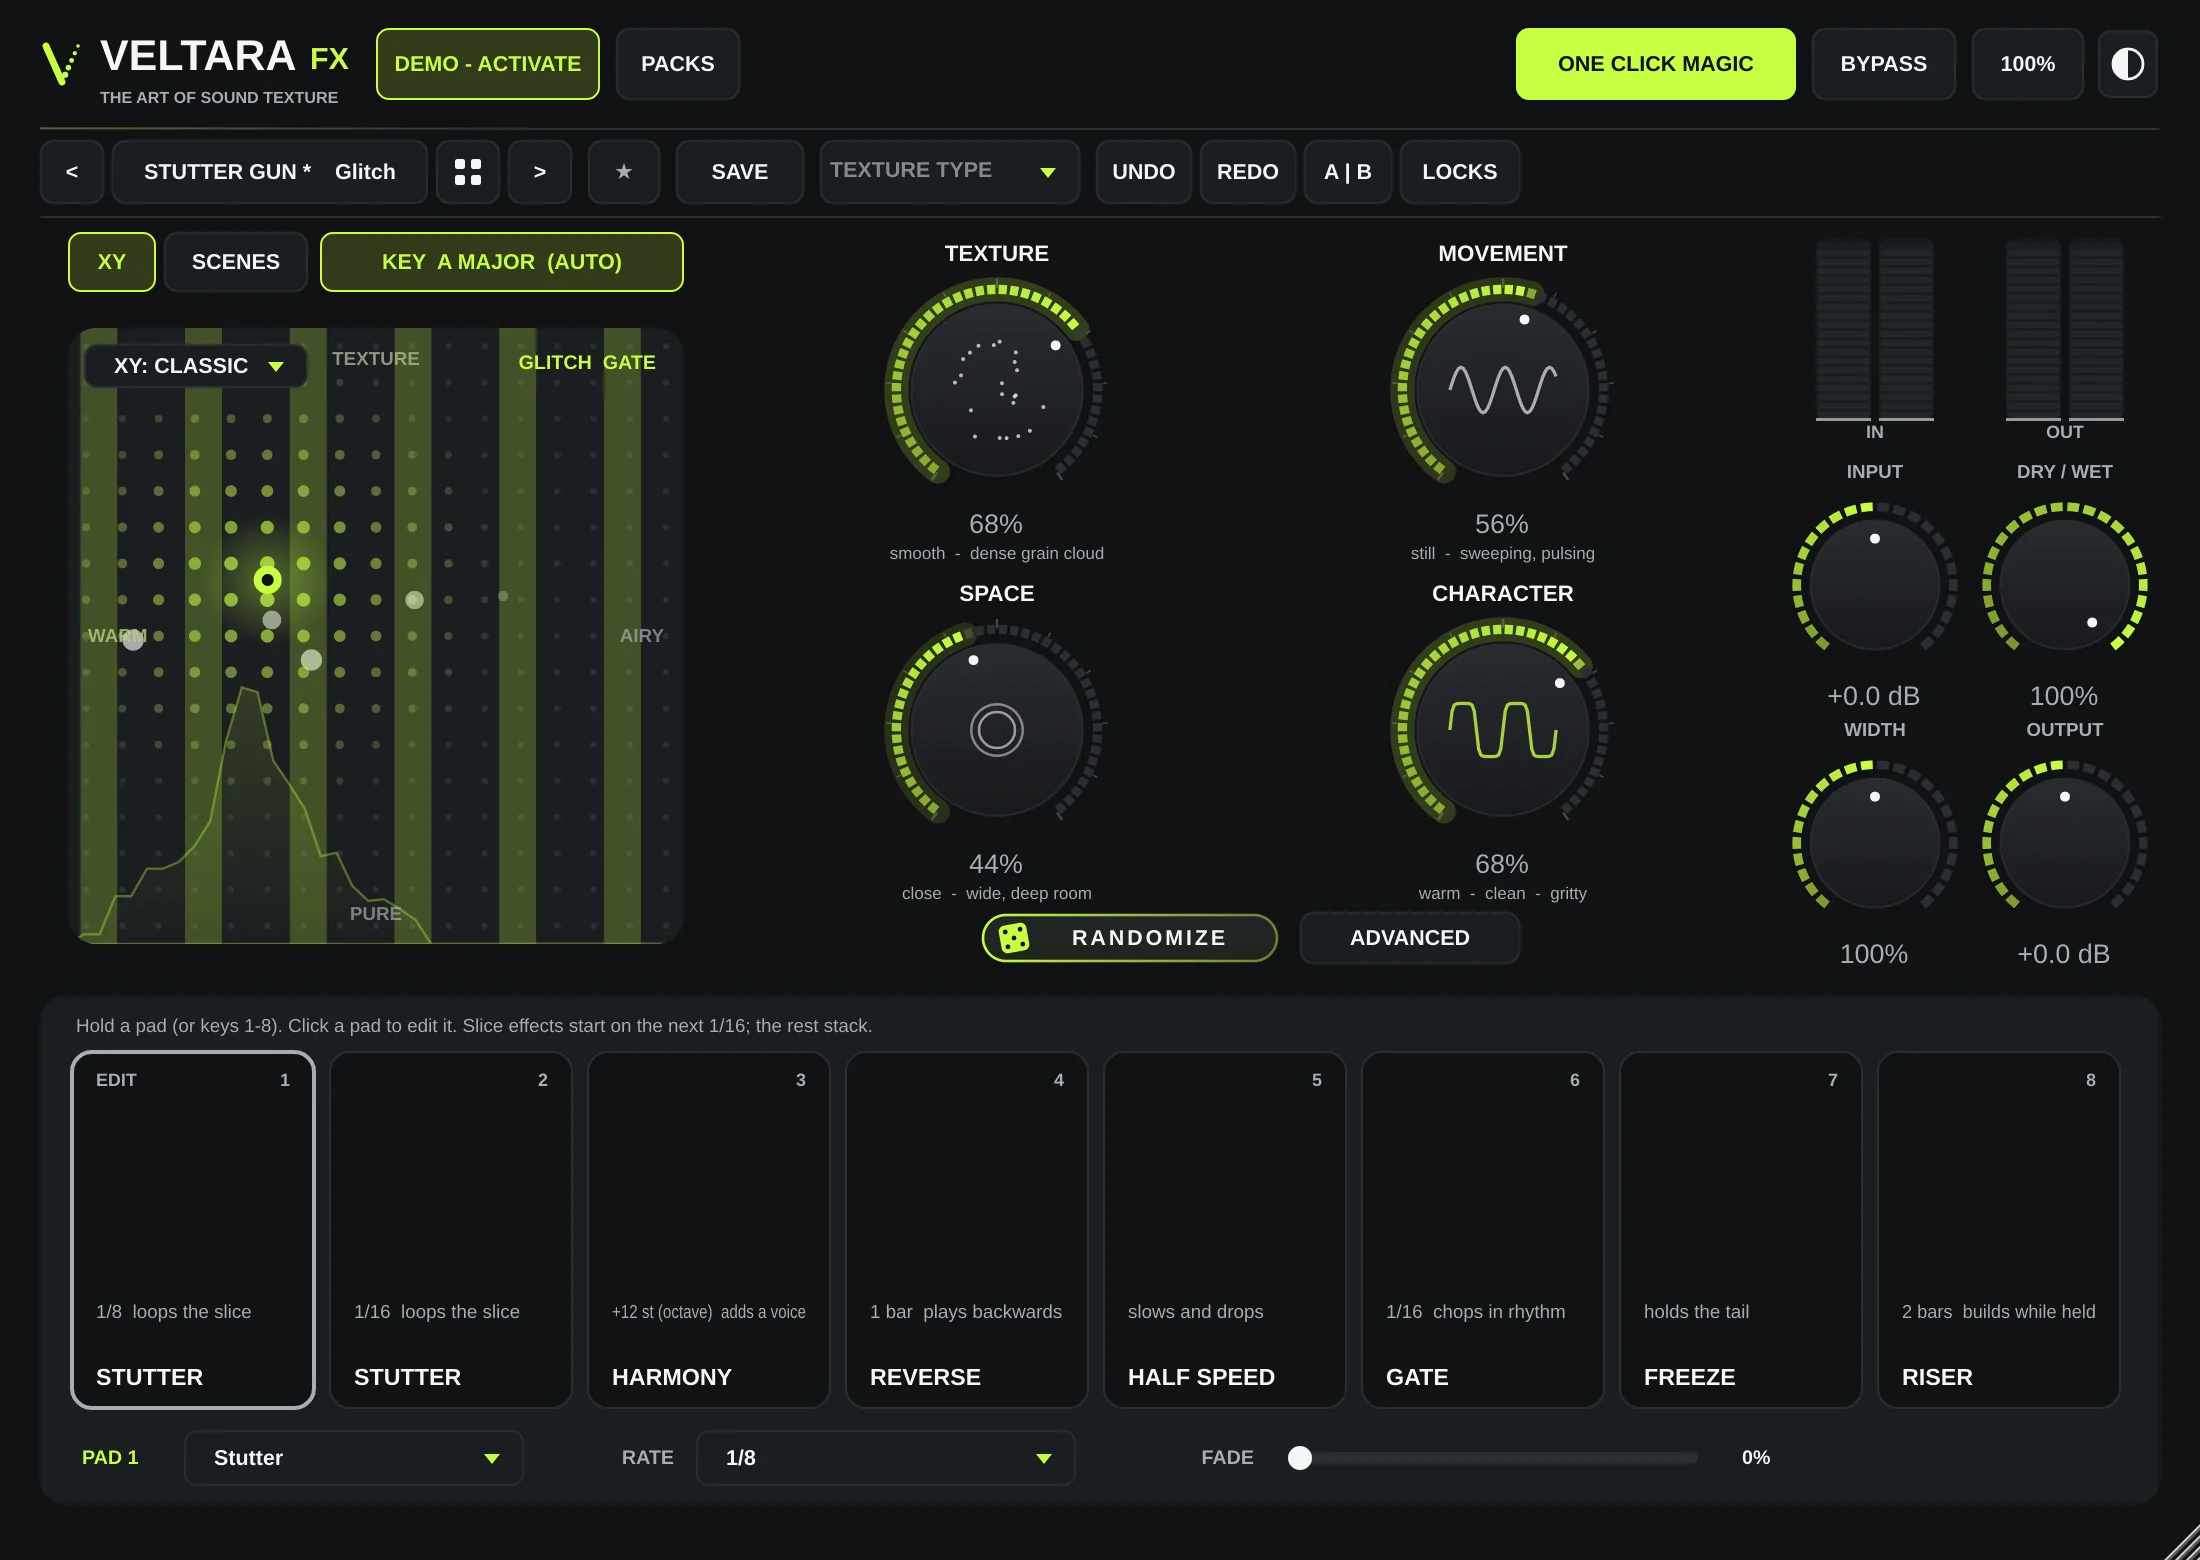 VELTARA FX
THE ART OF SOUND TEXTURE
DEMO - ACTIVATE
PACKS
ONE CLICK MAGIC
BYPASS
100%
<
STUTTER GUN * Glitch
>
★
SAVE
TEXTURE TYPE
UNDO
REDO
A | B
LOCKS
XY
SCENES
KEY A MAJOR (AUTO)
XY: CLASSIC
TEXTURE
GLITCH GATE
WARM
AIRY
PURE
TEXTURE
68%
smooth - dense grain cloud
MOVEMENT
56%
still - sweeping, pulsing
SPACE
44%
close - wide, deep room
CHARACTER
68%
warm - clean - gritty
RANDOMIZE
ADVANCED
IN
OUT
INPUT
DRY / WET
+0.0 dB
100%
WIDTH
OUTPUT
100%
+0.0 dB
Hold a pad (or keys 1-8). Click a pad to edit it. Slice effects start on the next 1/16; the rest stack.
EDIT 1
1/8 loops the slice
STUTTER
2
1/16 loops the slice
STUTTER
3
+12 st (octave) adds a voice
HARMONY
4
1 bar plays backwards
REVERSE
5
slows and drops
HALF SPEED
6
1/16 chops in rhythm
GATE
7
holds the tail
FREEZE
8
2 bars builds while held
RISER
PAD 1
Stutter
RATE
1/8
FADE
0%